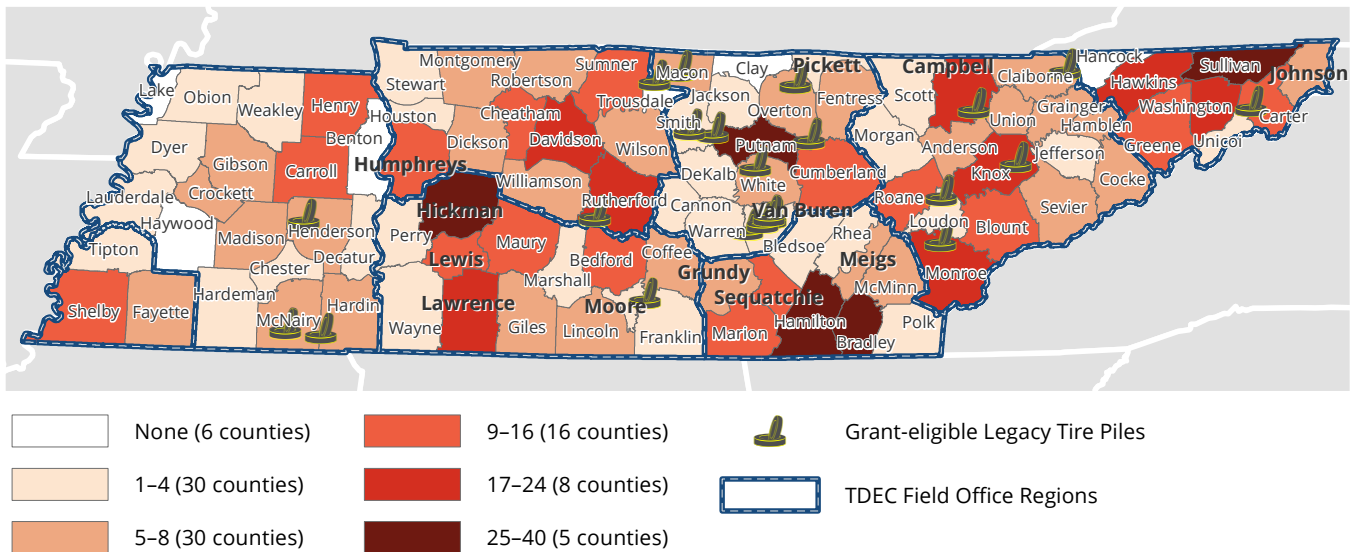 Lake
Obion
Weakley
Henry
Stewart
Montgomery
Robertson
Sumner
Macon
Clay
Pickett
Campbell
Claiborne
Hancock
Hawkins
Sullivan
Johnson
Houston
Benton
Cheatham
Trousdale
Jackson
Overton
Fentress
Scott
Union
Grainger
Hamblen
Washington
Carter
Dyer
Gibson
Carroll
Humphreys
Dickson
Davidson
Wilson
Smith
Putnam
Morgan
Anderson
Jefferson
Greene
Unicoi
Lauderdale
Crockett
Williamson
Rutherford
DeKalb
White
Cumberland
Roane
Knox
Cocke
Haywood
Madison
Henderson
Hickman
Cannon
Van Buren
Loudon
Blount
Sevier
Tipton
Chester
Decatur
Perry
Lewis
Maury
Bedford
Coffee
Warren
Bledsoe
Rhea
Meigs
Monroe
Shelby
Fayette
Hardeman
McNairy
Hardin
Wayne
Lawrence
Giles
Marshall
Lincoln
Moore
Franklin
Grundy
Sequatchie
Marion
Hamilton
McMinn
Bradley
Polk
None (6 counties)
9–16 (16 counties)
Grant-eligible Legacy Tire Piles
1–4 (30 counties)
17–24 (8 counties)
TDEC Field Office Regions
5–8 (30 counties)
25–40 (5 counties)